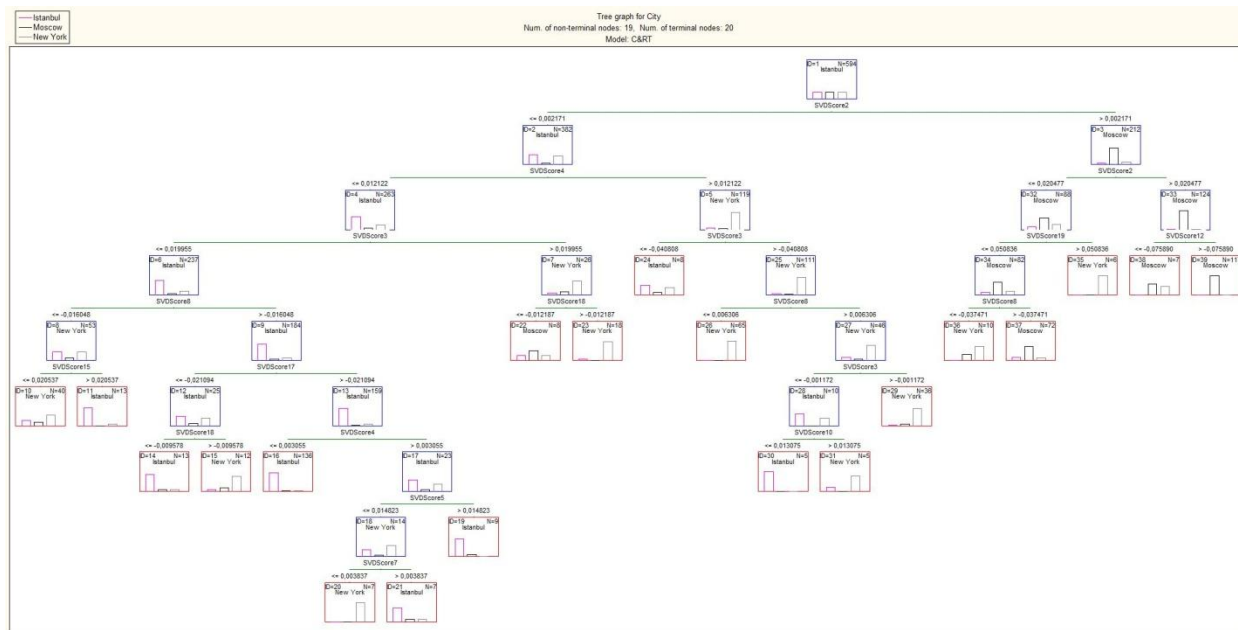 Istanbul
Moscow
New York
Tree graph for City
Num. of non-terminal nodes: 19, Num. of terminal nodes: 20
Model: C&RT
ID=1 N=594
Istanbul
SVDScore2
<= 0,002171 > 0,002171
ID=2 N=382 ID=3 N=212
Istanbul Moscow
SVDScore4 SVDScore2
<= 0,012122 > 0,012122 <= 0,020477 > 0,020477
ID=4 N=263 ID=5 N=119 ID=32 N=88 ID=33 N=124
Istanbul New York Moscow Moscow
SVDScore3 SVDScore3 SVDScore19 SVDScore12
<= 0,019955 > 0,019955 <= -0,040808 > -0,040808 <= 0,050836 > 0,050836 <= -0,075890 > -0,075890
ID=6 N=237 ID=7 N=26 ID=24 N=8 ID=25 N=111 ID=34 N=82 ID=35 N=6 ID=38 N=7 ID=39 N=11
Istanbul New York Istanbul New York Moscow New York Moscow Moscow
SVDScore18 SVDScore8
<= -0,016048 > -0,016048 <= -0,012187 > -0,012187 <= 0,006306 > 0,006306 <= -0,037471 > -0,037471
ID=8 N=53 ID=9 N=184 ID=22 N=8 ID=23 N=18 ID=26 N=65 ID=27 N=46 ID=36 N=10 ID=37 N=72
New York Istanbul Moscow New York New York New York New York Moscow
SVDScore15 SVDScore17 SVDScore3
<= 0,020537 > 0,020537 <= -0,021094 > -0,021094 <= -0,001172 > -0,001172
ID=10 N=40 ID=11 N=13 ID=12 N=25 ID=13 N=159 ID=28 N=10 ID=29 N=36
New York Istanbul Istanbul Istanbul Istanbul New York
SVDScore4
<= -0,009578 > -0,009578 <= 0,003055 > 0,003055 <= 0,013075 > 0,013075
ID=14 N=13 ID=15 N=12 ID=16 N=136 ID=17 N=23 ID=30 N=5 ID=31 N=5
Istanbul New York Istanbul Istanbul Istanbul New York
SVDScore5
<= 0,014823 > 0,014823
ID=18 N=14 ID=19 N=9
New York Istanbul
SVDScore7
<= 0,003837 > 0,003837
ID=20 N=7 ID=21 N=7
New York Istanbul